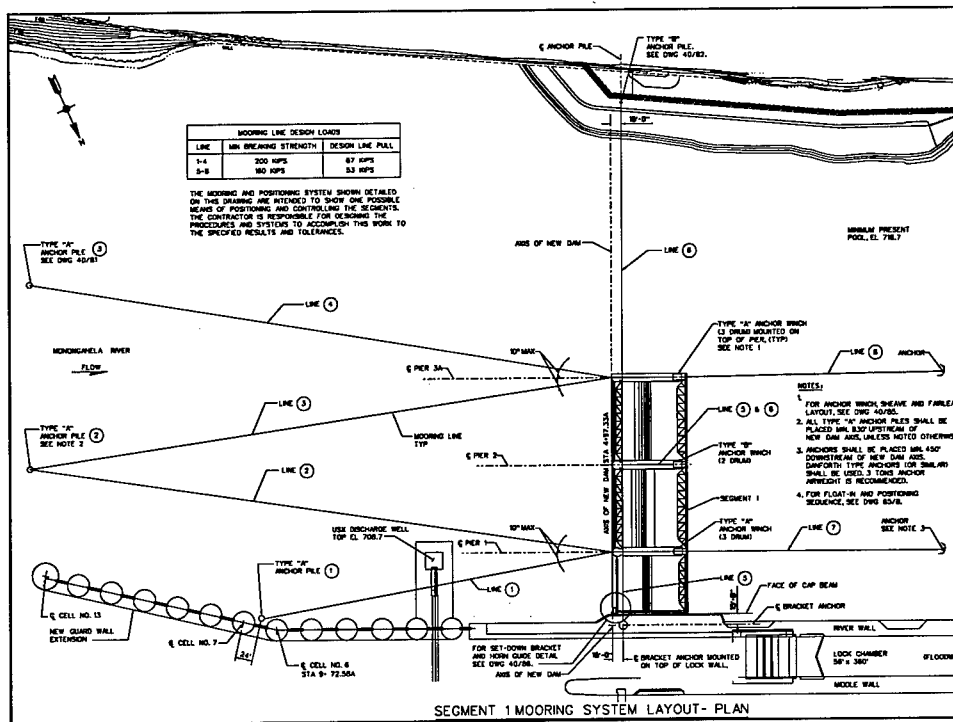 ℄ ANCHOR PILE
TYPE "B"
ANCHOR PILE.
SEE DWG 40/82.
18'-0"
N
MOORING LINE DESIGN LOADS
LINE MIN BREAKING STRENGTH DESIGN LINE PULL
1-4 200 KIPS 67 KIPS
5-8 160 KIPS 53 KIPS
THE MOORING AND POSITIONING SYSTEM SHOWN DETAILED
ON THIS DRAWING ARE INTENDED TO SHOW ONE POSSIBLE
MEANS OF POSITIONING AND CONTROLLING THE SEGMENTS.
THE CONTRACTOR IS RESPONSIBLE FOR DESIGNING THE
PROCEDURES AND SYSTEMS TO ACCOMPLISH THIS WORK TO
THE SPECIFIED RESULTS AND TOLERANCES.
MINIMUM PRESENT
POOL, EL 718.7
AXIS OF NEW DAM
LINE 6
TYPE "A" 3
ANCHOR PILE
SEE DWG 40/81
LINE 4
TYPE "A" ANCHOR WINCH
(3 DRUM) MOUNTED ON
TOP OF PIER, (TYP)
SEE NOTE 1
MONONGAHELA RIVER
FLOW
10° MAX
℄ PIER 3A
LINE 8
ANCHOR
LINE 3
MOORING LINE
TYP
LINE 5 & 6
TYPE "A" 2
ANCHOR PILE
SEE NOTE 2
℄ PIER 2
AXIS OF NEW DAM STA 4+97.33A
TYPE "B"
ANCHOR WINCH
(2 DRUM)
NOTES:
1. FOR ANCHOR WINCH, SHEAVE AND FAIRLEA
LAYOUT, SEE DWG 40/85.
2. ALL TYPE "A" ANCHOR PILES SHALL BE
PLACED MIN. 830' UPSTREAM OF
NEW DAM AXIS, UNLESS NOTED OTHERWIS
3. ANCHORS SHALL BE PLACED MIN. 450'
DOWNSTREAM OF NEW DAM AXIS.
DANFORTH TYPE ANCHORS (OR SIMILAR)
SHALL BE USED. 3 TONS ANCHOR
AIRWEIGHT IS RECOMMENDED.
4. FOR FLOAT-IN AND POSITIONING
SEQUENCE, SEE DWG 85/8.
LINE 2
SEGMENT 1
USX DISCHARGE WELL
TOP EL 708.7
10° MAX
℄ PIER 1
TYPE "A"
ANCHOR WINCH
(3 DRUM)
LINE 7
ANCHOR
SEE NOTE 3
TYPE "A" 1
ANCHOR PILE
LINE 1
LINE 5
FACE OF CAP BEAM
℄ BRACKET ANCHOR
RIVER WALL
℄ CELL NO. 13
NEW GUARD WALL
EXTENSION
℄ CELL NO. 7
24'
℄ CELL NO. 6
STA 9+72.58A
FOR SET-DOWN BRACKET
AND HORN GUIDE DETAIL
SEE DWG 40/86.
AXIS OF NEW DAM
18'-0"
℄ BRACKET ANCHOR MOUNTED
ON TOP OF LOCK WALL.
LOCK CHAMBER
56' x 360'
(FLOODW
MIDDLE WALL
SEGMENT 1 MOORING SYSTEM LAYOUT- PLAN